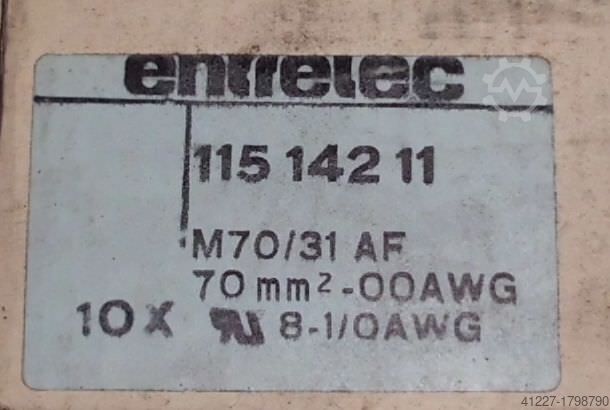 entrelec
115 142 11
M70/31 AF
70 mm2-00AWG
10 X 8-1/0AWG
41227-1798790